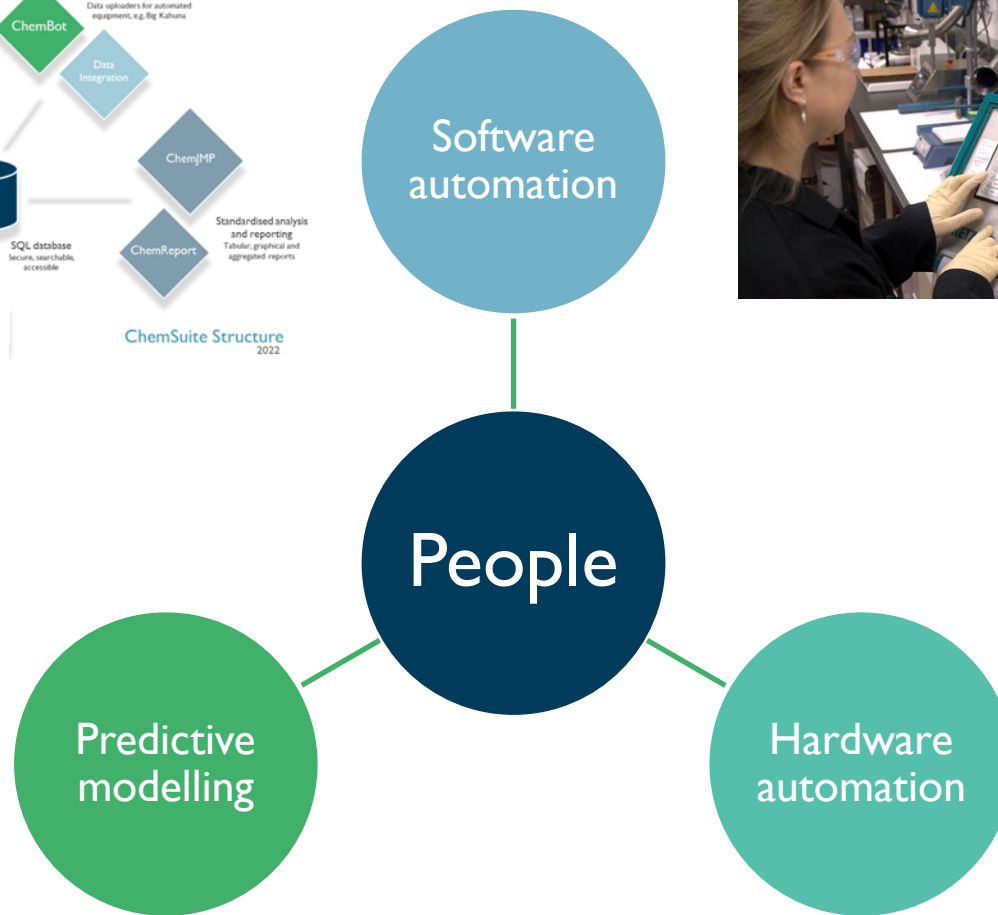 Data uploaders for automated
equipment, e.g. Big Kahuna
ChemBot
Data
Integration
ChemJMP
ChemReport
Standardised analysis
and reporting
Tabular, graphical and
aggregated reports
SQL database
Secure, searchable,
accessible
ChemSuite Structure
2022
Software
automation
People
Predictive
modelling
Hardware
automation